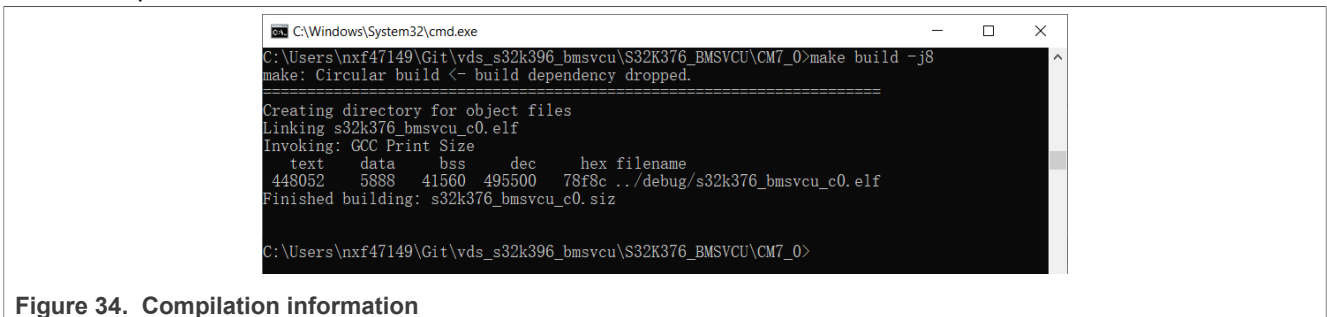 C:\Windows\System32\cmd.exe
C:\Users\nxf47149\Git\vds_s32k396_bmsvcu\S32K376_BMSVCU\CM7_0>make build -j8
make: Circular build <- build dependency dropped.
======================================================================
Creating directory for object files
Linking s32k376_bmsvcu_c0.elf
Invoking: GCC Print Size
text data bss dec hex filename
448052 5888 41560 495500 78f8c ../debug/s32k376_bmsvcu_c0.elf
Finished building: s32k376_bmsvcu_c0.siz
C:\Users\nxf47149\Git\vds_s32k396_bmsvcu\S32K376_BMSVCU\CM7_0>
Figure 34. Compilation information